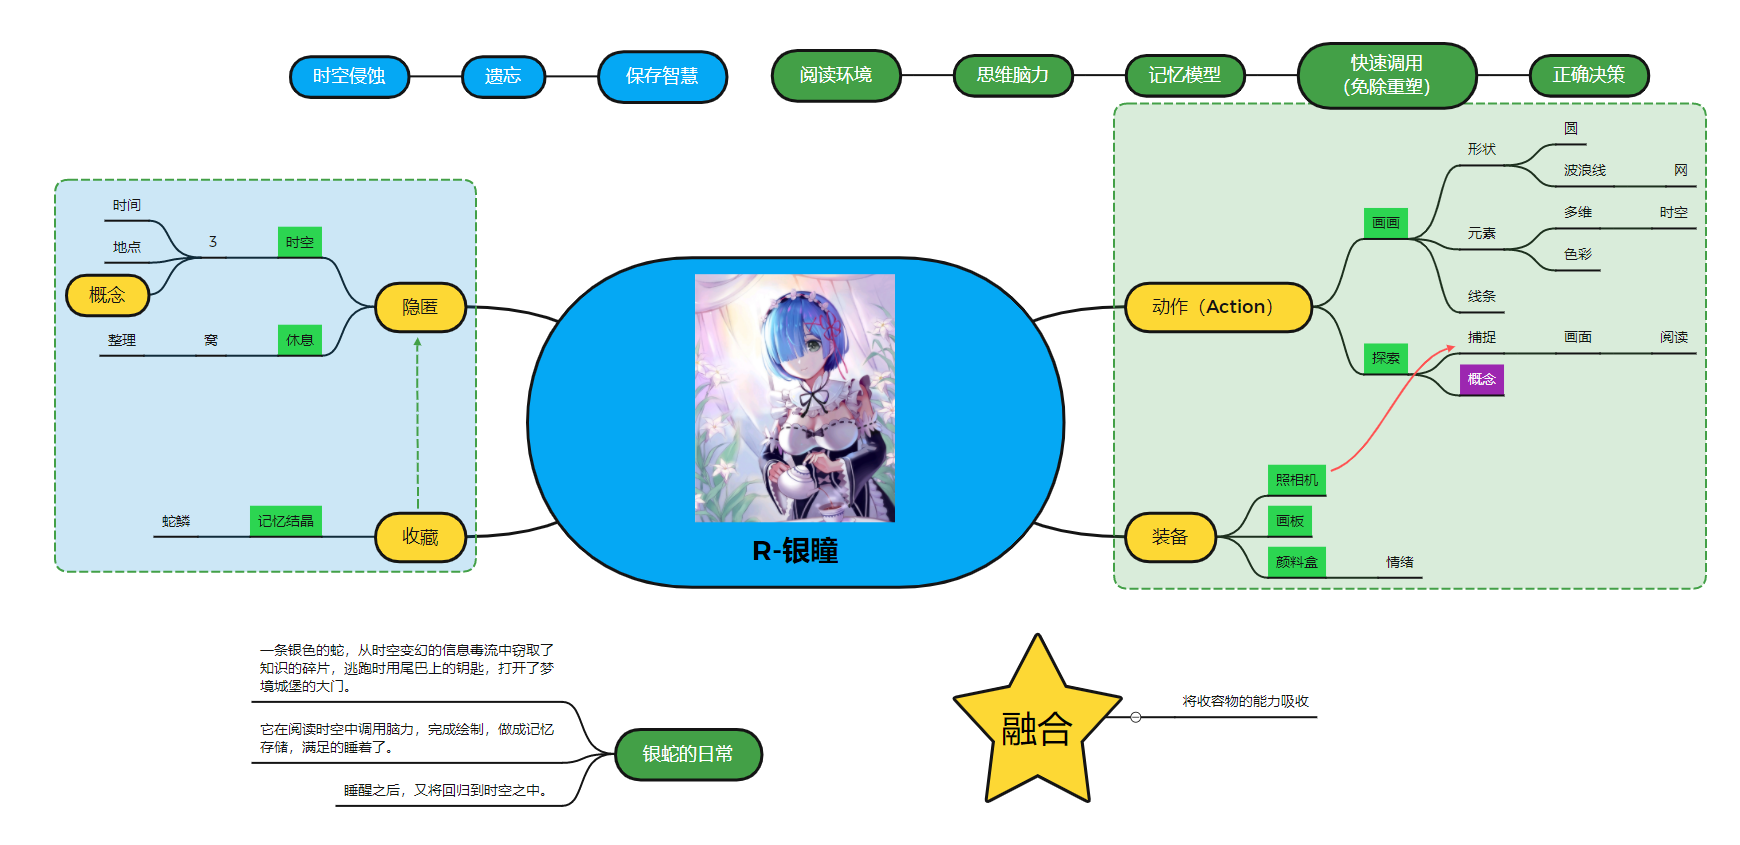 时空侵蚀
遗忘
保存智慧
阅读环境
思维脑力
记忆模型
快速调用
（免除重塑）
正确决策
时间
地点
概念
3
时空
整理
窝
休息
隐匿
蛇鳞
记忆结晶
收藏
R-银瞳
动作（Action）
画画
形状
圆
波浪线
网
元素
多维
时空
色彩
线条
探索
捕捉
画面
阅读
概念
装备
照相机
画板
颜料盒
情绪
一条银色的蛇，从时空变幻的信息毒流中窃取了
知识的碎片，逃跑时用尾巴上的钥匙，打开了梦
境城堡的大门。
它在阅读时空中调用脑力，完成绘制，做成记忆
存储，满足的睡着了。
睡醒之后，又将回归到时空之中。
银蛇的日常
融合
将收容物的能力吸收